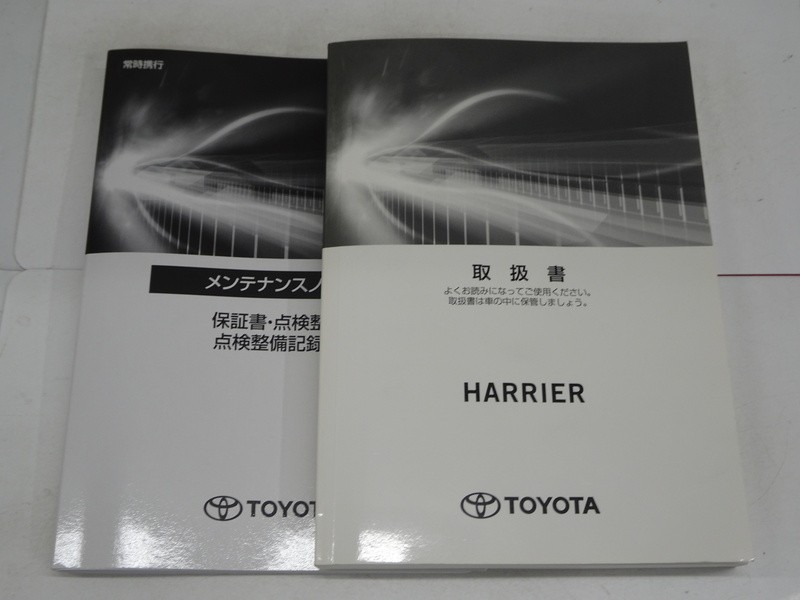 常時携行
メンテナンスノ
保証書・点検整
点検整備記録
TOYOT
取扱書
よくお読みになってご使用ください。
取扱書は車の中に保管しましょう。
HARRIER
TOYOTA